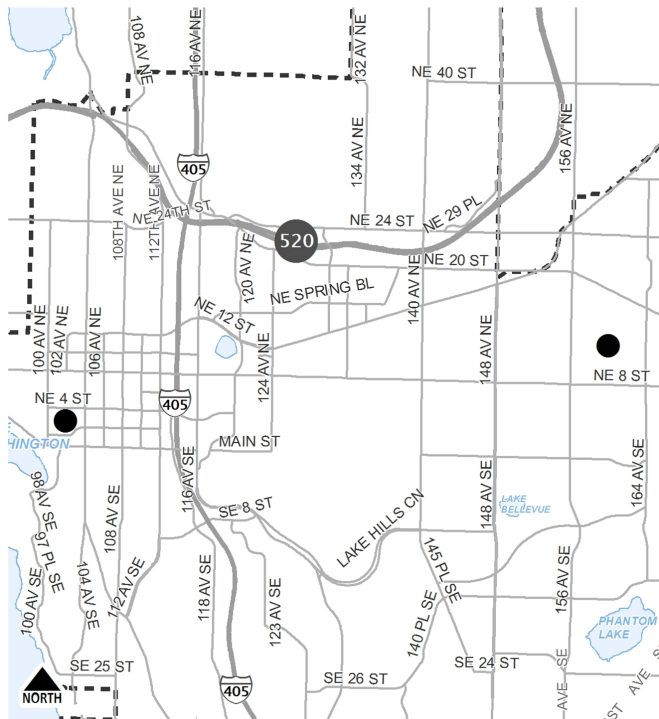 108 AV NE
116 AV NE
132 AV NE
NE 40 ST
134 AV NE
156 AV NE
405
108TH AVE NE
112TH AVE NE
NE 24TH ST
NE 24 ST
NE 29 PL
520
120 AV NE
NE 20 ST
140 AV NE
NE SPRING BL
NE 12 ST
100 AV NE
102 AV NE
106 AV NE
124 AV NE
148 AV NE
NE 8 ST
NE 4 ST
405
HINGTON
MAIN ST
116 AV SE
98 AV SE
97 PL SE
100 AV SE
108 AV SE
104 AV SE
112 AV SE
SE 8 ST
LAKE HILLS CN
148 AV SE
LAKE
BELLEVUE
164 AV SE
118 AV SE
123 AV SE
145 PL SE
140 PL SE
156 AV SE
PHANTOM
LAKE
SE 25 ST
SE 24 ST
SE 26 ST
405
AVE SE
AVE S
ST
NORTH